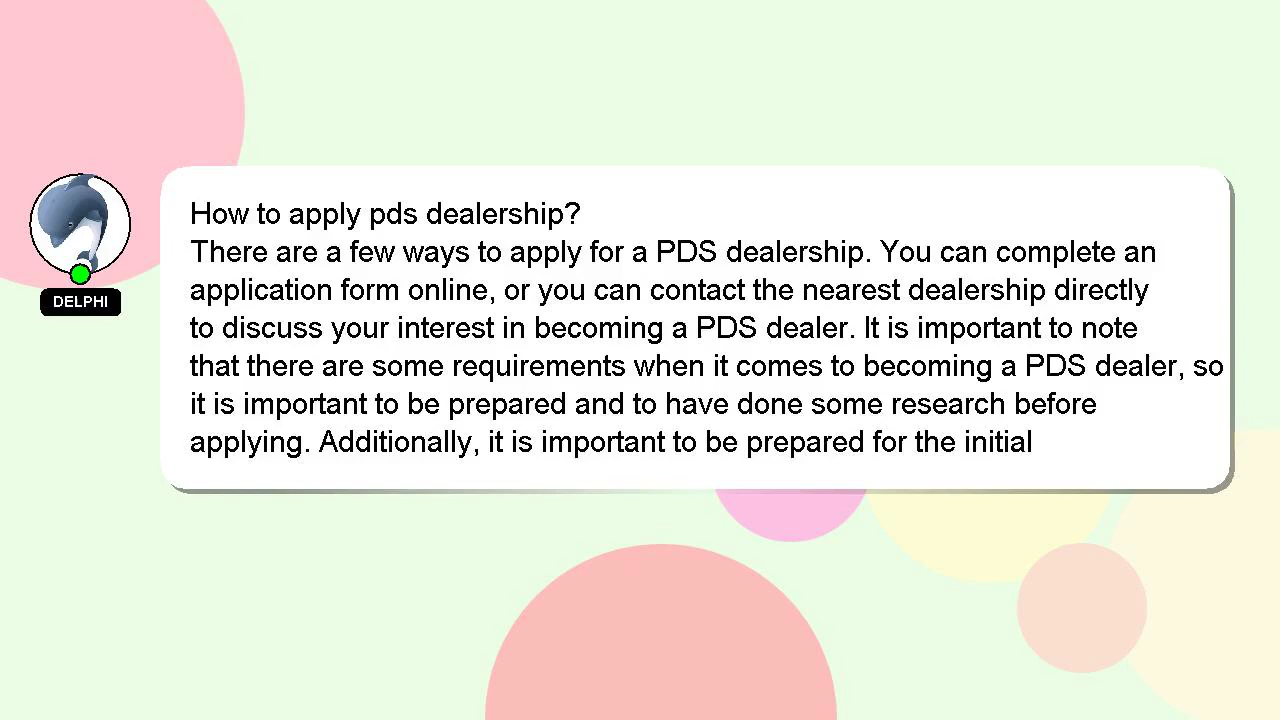 How to apply pds dealership?
There are a few ways to apply for a PDS dealership. You can complete an
application form online, or you can contact the nearest dealership directly
to discuss your interest in becoming a PDS dealer. It is important to note
that there are some requirements when it comes to becoming a PDS dealer, so
it is important to be prepared and to have done some research before
applying. Additionally, it is important to be prepared for the initial
DELPHI